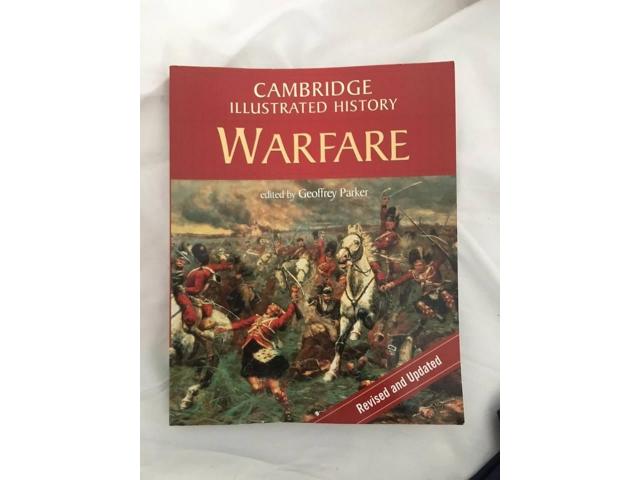 CAMBRIDGE
ILLUSTRATED HISTORY
WARFARE
edited by Geoffrey Parker
Revised and Updated